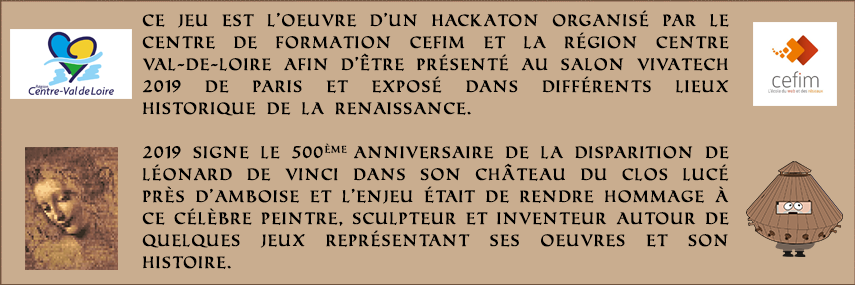 CE JEU EST L'OEUVRE D'UN HACKATON ORGANISÉ PAR LE
CENTRE DE FORMATION CEFIM ET LA RÉGION CENTRE
VAL-DE-LOIRE AFIN D'ÊTRE PRÉSENTÉ AU SALON VIVATECH
2019 DE PARIS ET EXPOSÉ DANS DIFFÉRENTS LIEUX
HISTORIQUE DE LA RENAISSANCE.
Centre-Val de Loire
cefim
2019 SIGNE LE 500ÈME ANNIVERSAIRE DE LA DISPARITION DE
LÉONARD DE VINCI DANS SON CHÂTEAU DU CLOS LUCÉ
PRÈS D'AMBOISE ET L'ENJEU ÉTAIT DE RENDRE HOMMAGE À
CE CÉLÈBRE PEINTRE, SCULPTEUR ET INVENTEUR AUTOUR DE
QUELQUES JEUX REPRÉSENTANT SES OEUVRES ET SON
HISTOIRE.